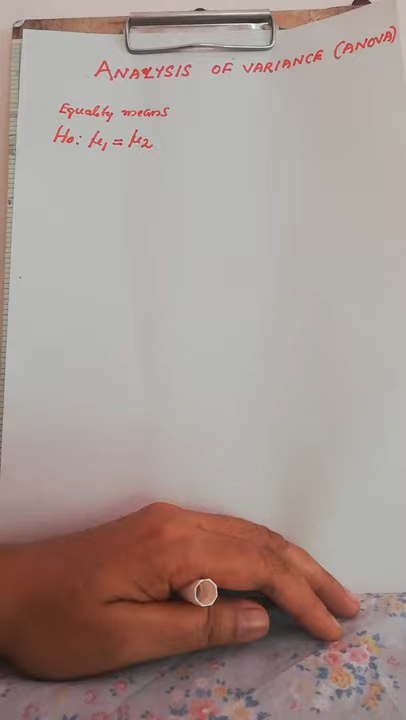 ANALYSIS OF VARIANCE (ANOVA)
Equality means
H₀: μ₁ = μ₂